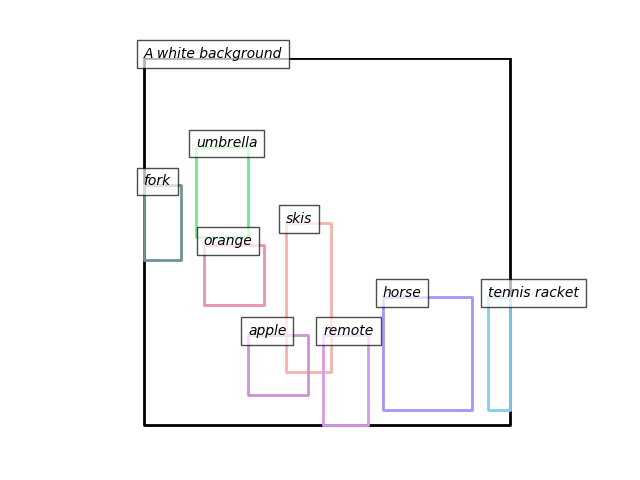 A white background
umbrella
fork
skis
orange
horse
tennis racket
apple
remote